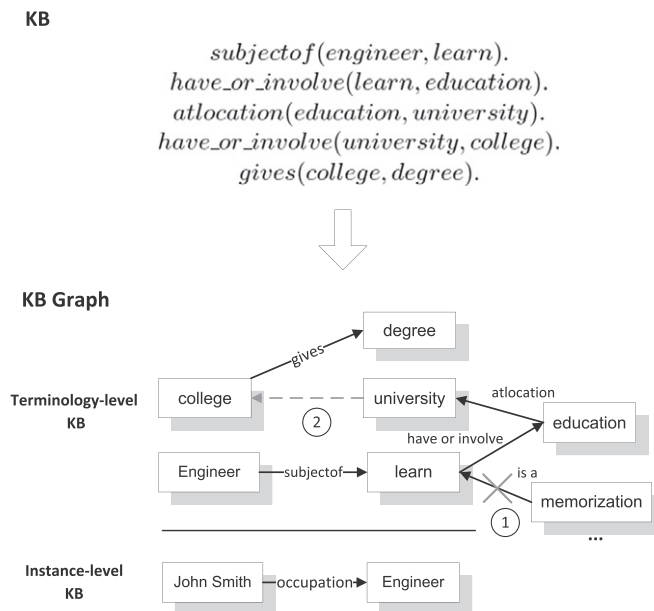 KB
subjectof(engineer, learn).
have_or_involve(learn, education).
atlocation(education, university).
have_or_involve(university, college).
gives(college, degree).
KB Graph
degree
gives
Terminology-level
KB
college
university
atlocation
2
education
have or involve
Engineer
subjectof
learn
is a
memorization
1
...
Instance-level
KB
John Smith
occupation
Engineer